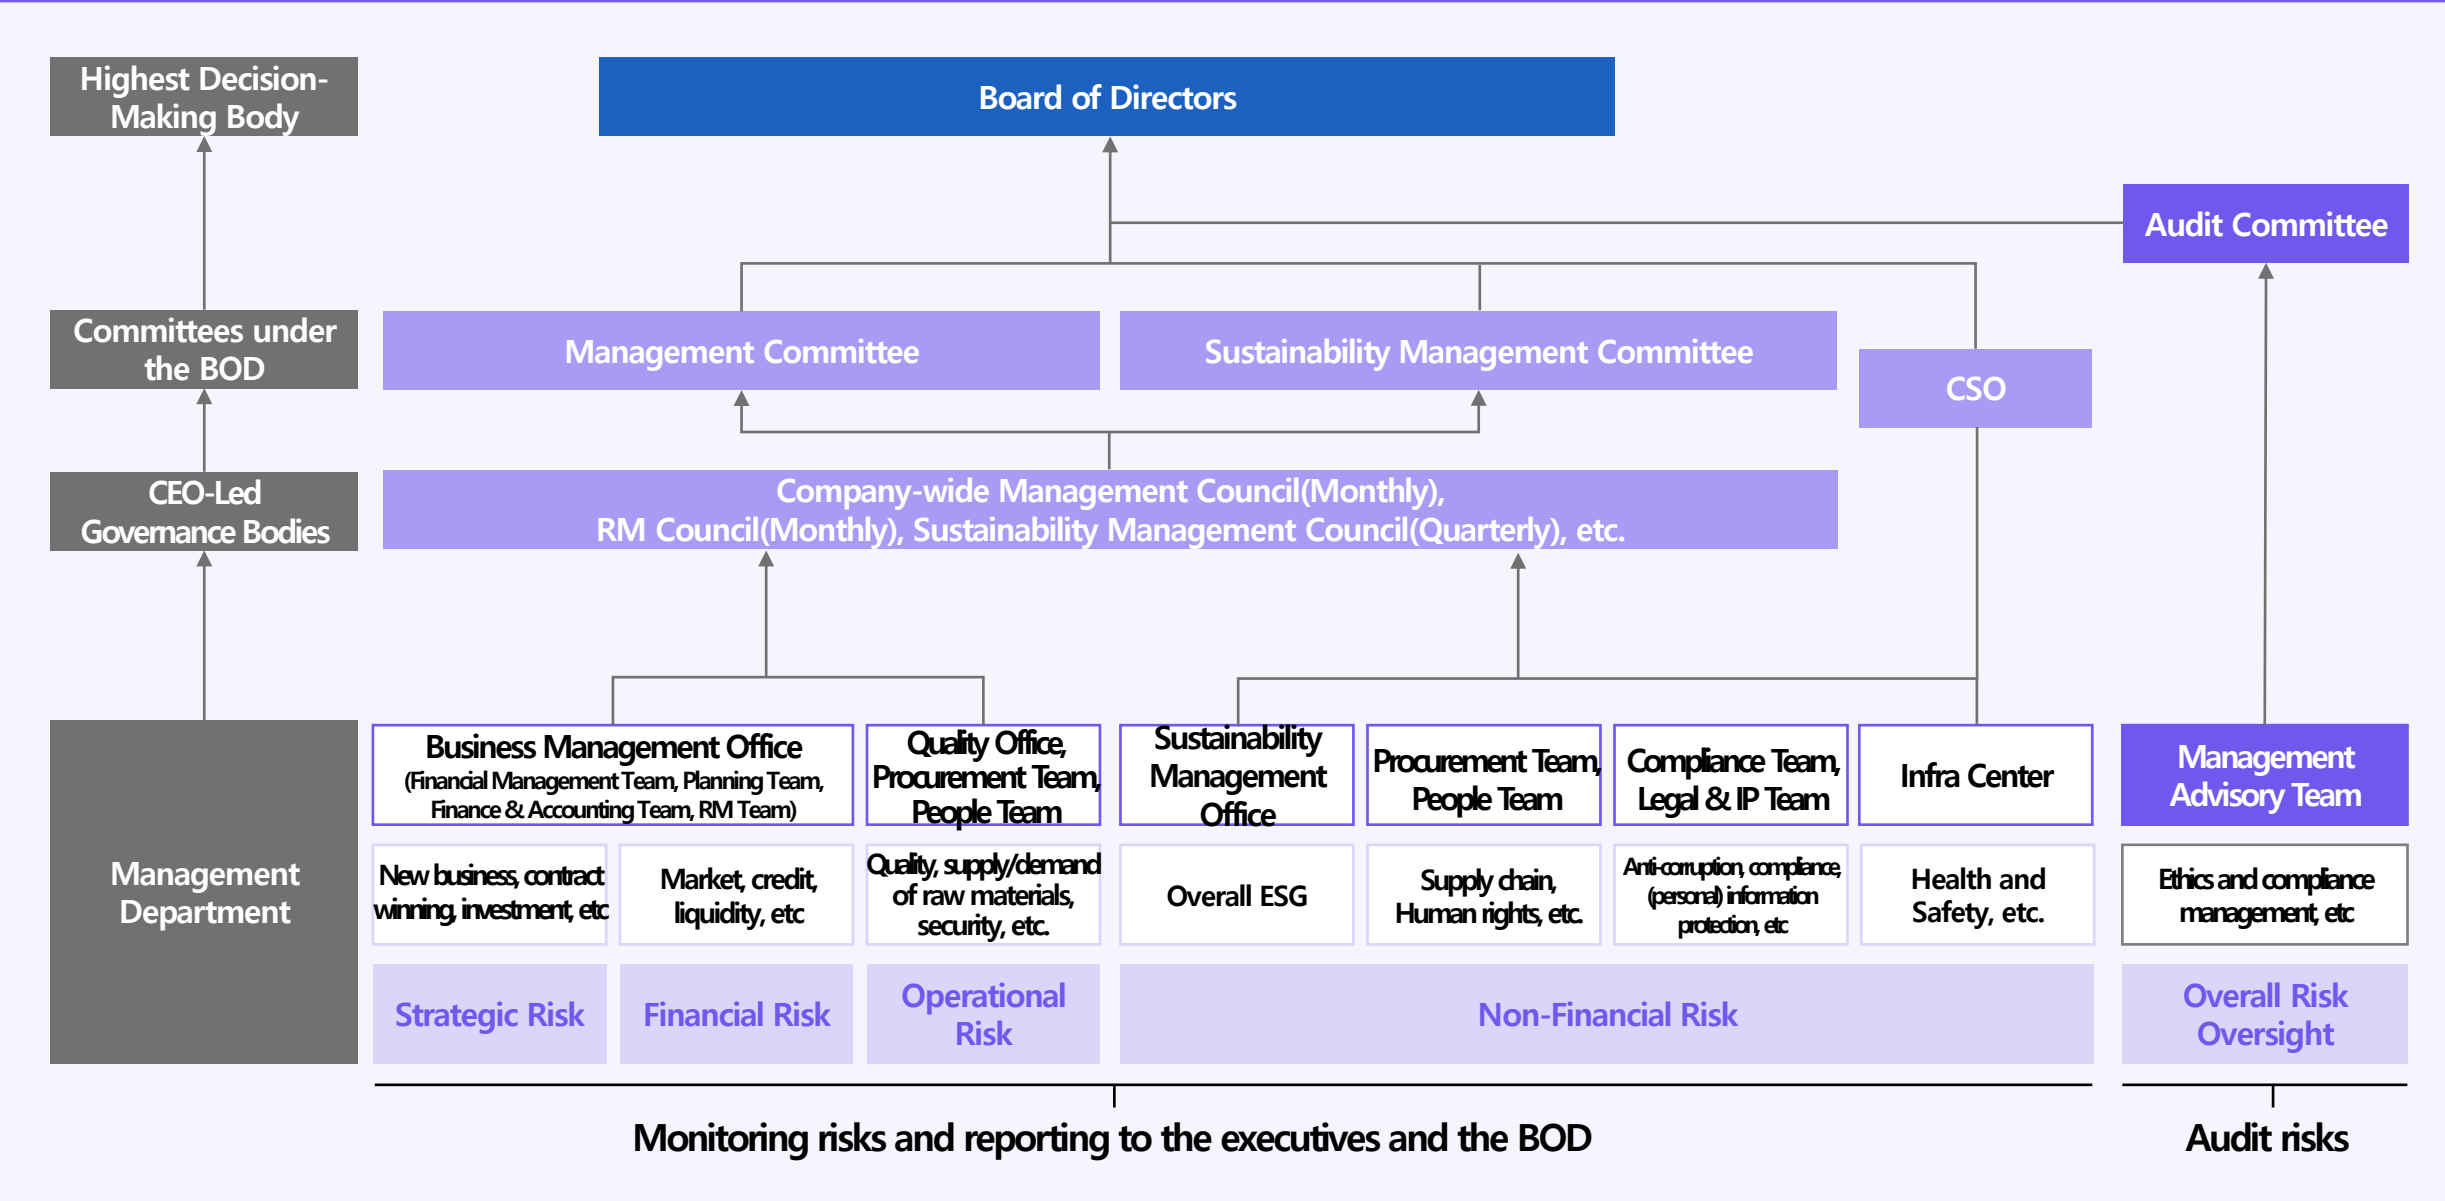 Highest Decision-
Making Body
Board of Directors
Audit Committee
Committees under
the BOD
Management Committee
Sustainability Management Committee
CSO
CEO-Led
Governance Bodies
Company-wide Management Council(Monthly),
RM Council(Monthly), Sustainability Management Council(Quarterly), etc.
Management
Department
Business Management Office
(Financial Management Team, Planning Team,
Finance & Accounting Team, RM Team)
Quality Office,
Procurement Team,
People Team
Sustainability
Management
Office
Procurement Team,
People Team
Compliance Team,
Legal & IP Team
Infra Center
Management
Advisory Team
New business, contract
winning, investment, etc
Market, credit,
liquidity, etc
Quality, supply/demand
of raw materials,
security, etc.
Overall ESG
Supply chain,
Human rights, etc.
Anti-corruption, compliance,
(personal) information
protection, etc
Health and
Safety, etc.
Ethics and compliance
management, etc
Strategic Risk
Financial Risk
Operational
Risk
Non-Financial Risk
Overall Risk
Oversight
Monitoring risks and reporting to the executives and the BOD
Audit risks